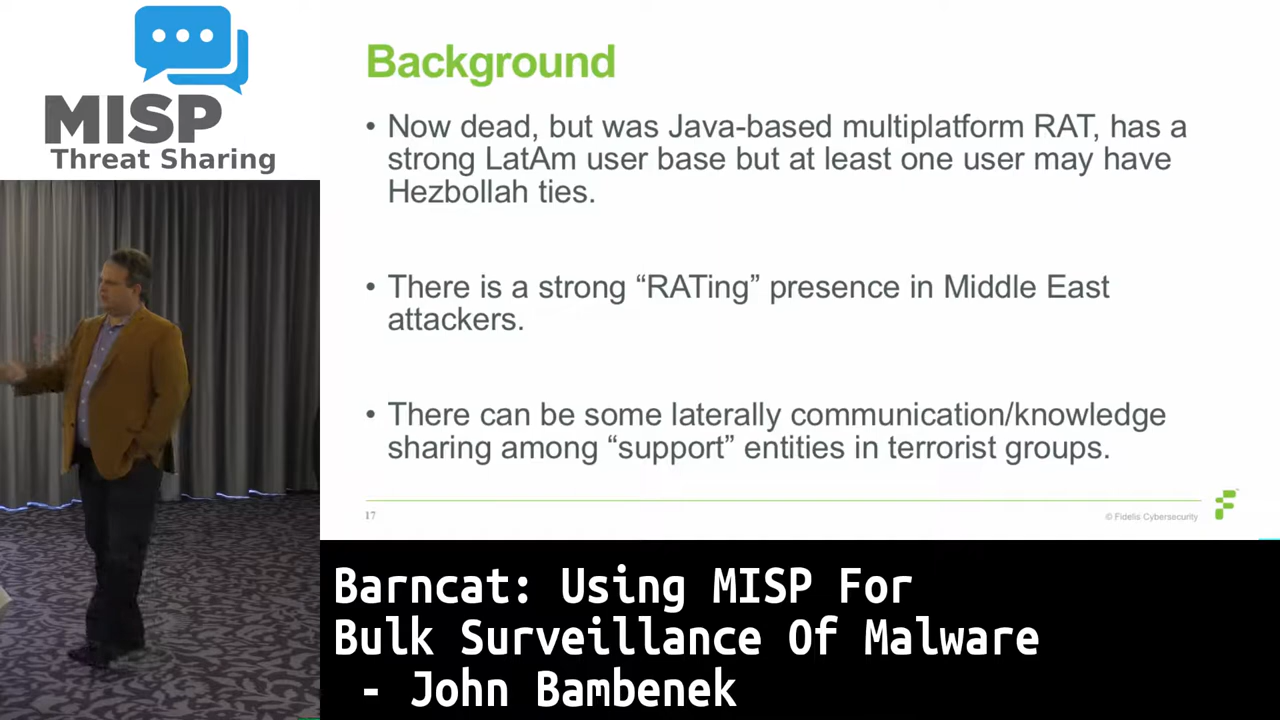 MISP
Threat Sharing
Background
• Now dead, but was Java-based multiplatform RAT, has a
strong LatAm user base but at least one user may have
Hezbollah ties.
• There is a strong “RATing” presence in Middle East
attackers.
• There can be some laterally communication/knowledge
sharing among “support” entities in terrorist groups.
17
© Fidelis Cybersecurity
Barncat: Using MISP For
Bulk Surveillance Of Malware
- John Bambenek